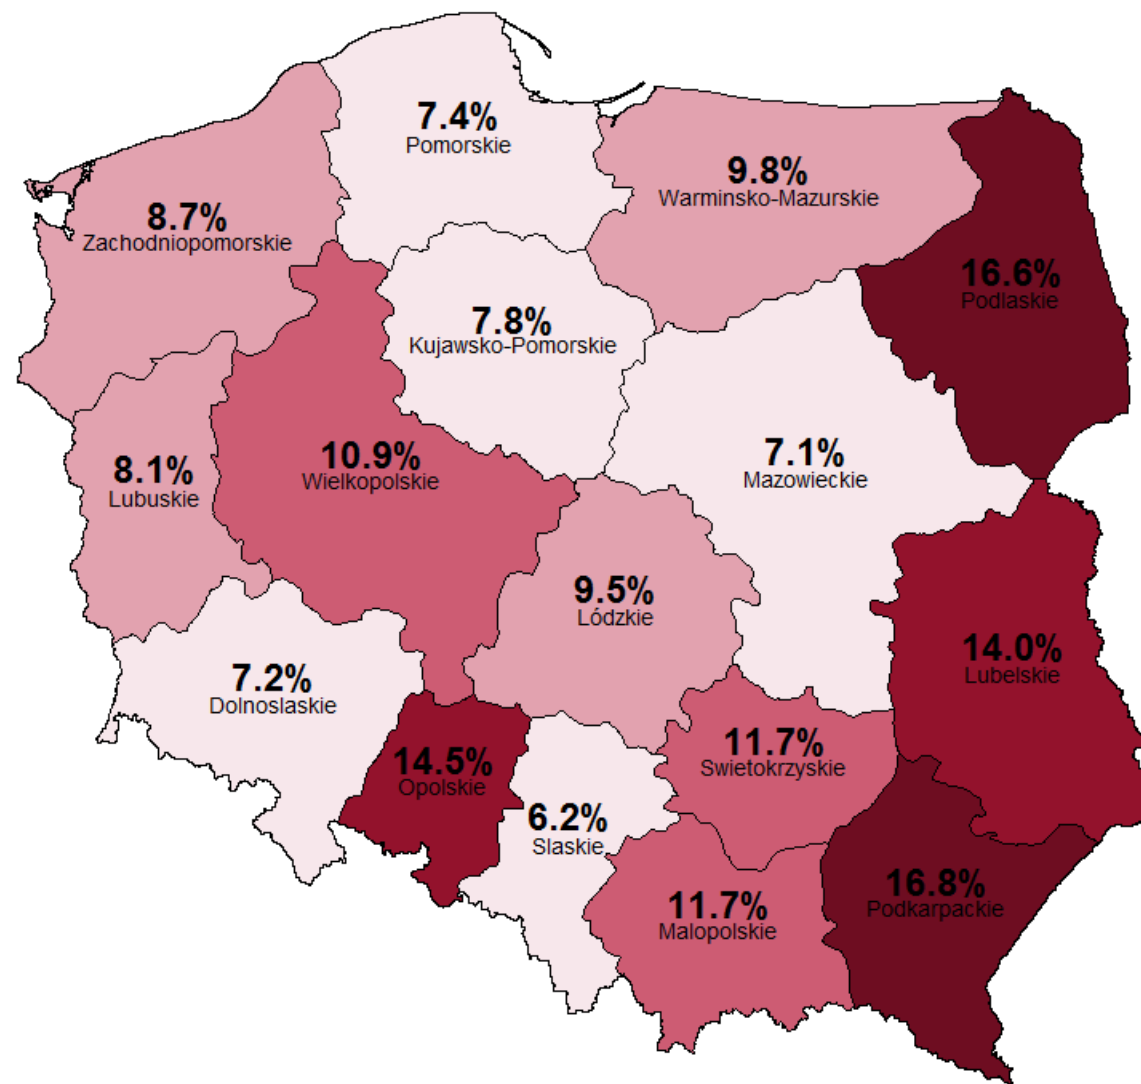 7.4%
Pomorskie
9.8%
Warminsko-Mazurskie
8.7%
Zachodniopomorskie
16.6%
Podlaskie
7.8%
Kujawsko-Pomorskie
10.9%
Wielkopolskie
7.1%
Mazowieckie
8.1%
Lubuskie
9.5%
Lódzkie
14.0%
Lubelskie
7.2%
Dolnoslaskie
11.7%
Swietokrzyskie
14.5%
Opolskie
6.2%
Slaskie
16.8%
Podkarpackie
11.7%
Malopolskie